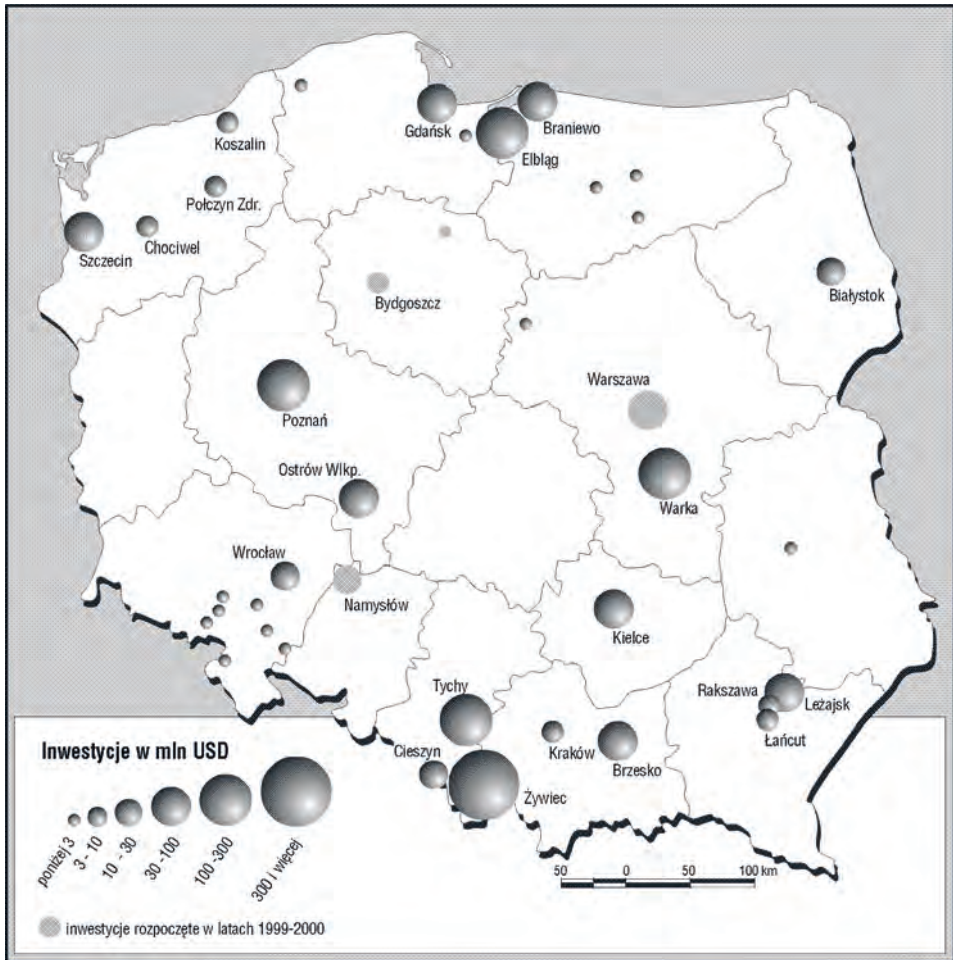 Koszalin
Gdańsk
Braniewo
Elbląg
Połczyn Zdr.
Szczecin
Chociwel
Bydgoszcz
Białystok
Warszawa
Poznań
Ostrów Wlkp.
Warka
Wrocław
Namysłów
Kielce
Tychy
Rakszawa
Leżajsk
Łańcut
Cieszyn
Kraków
Brzesko
Żywiec
Inwestycje w mln USD
poniżej 3
3 - 10
10 - 30
30 -100
100 -300
300 i więcej
50 0 50 100 km
inwestycje rozpoczęte w latach 1999-2000